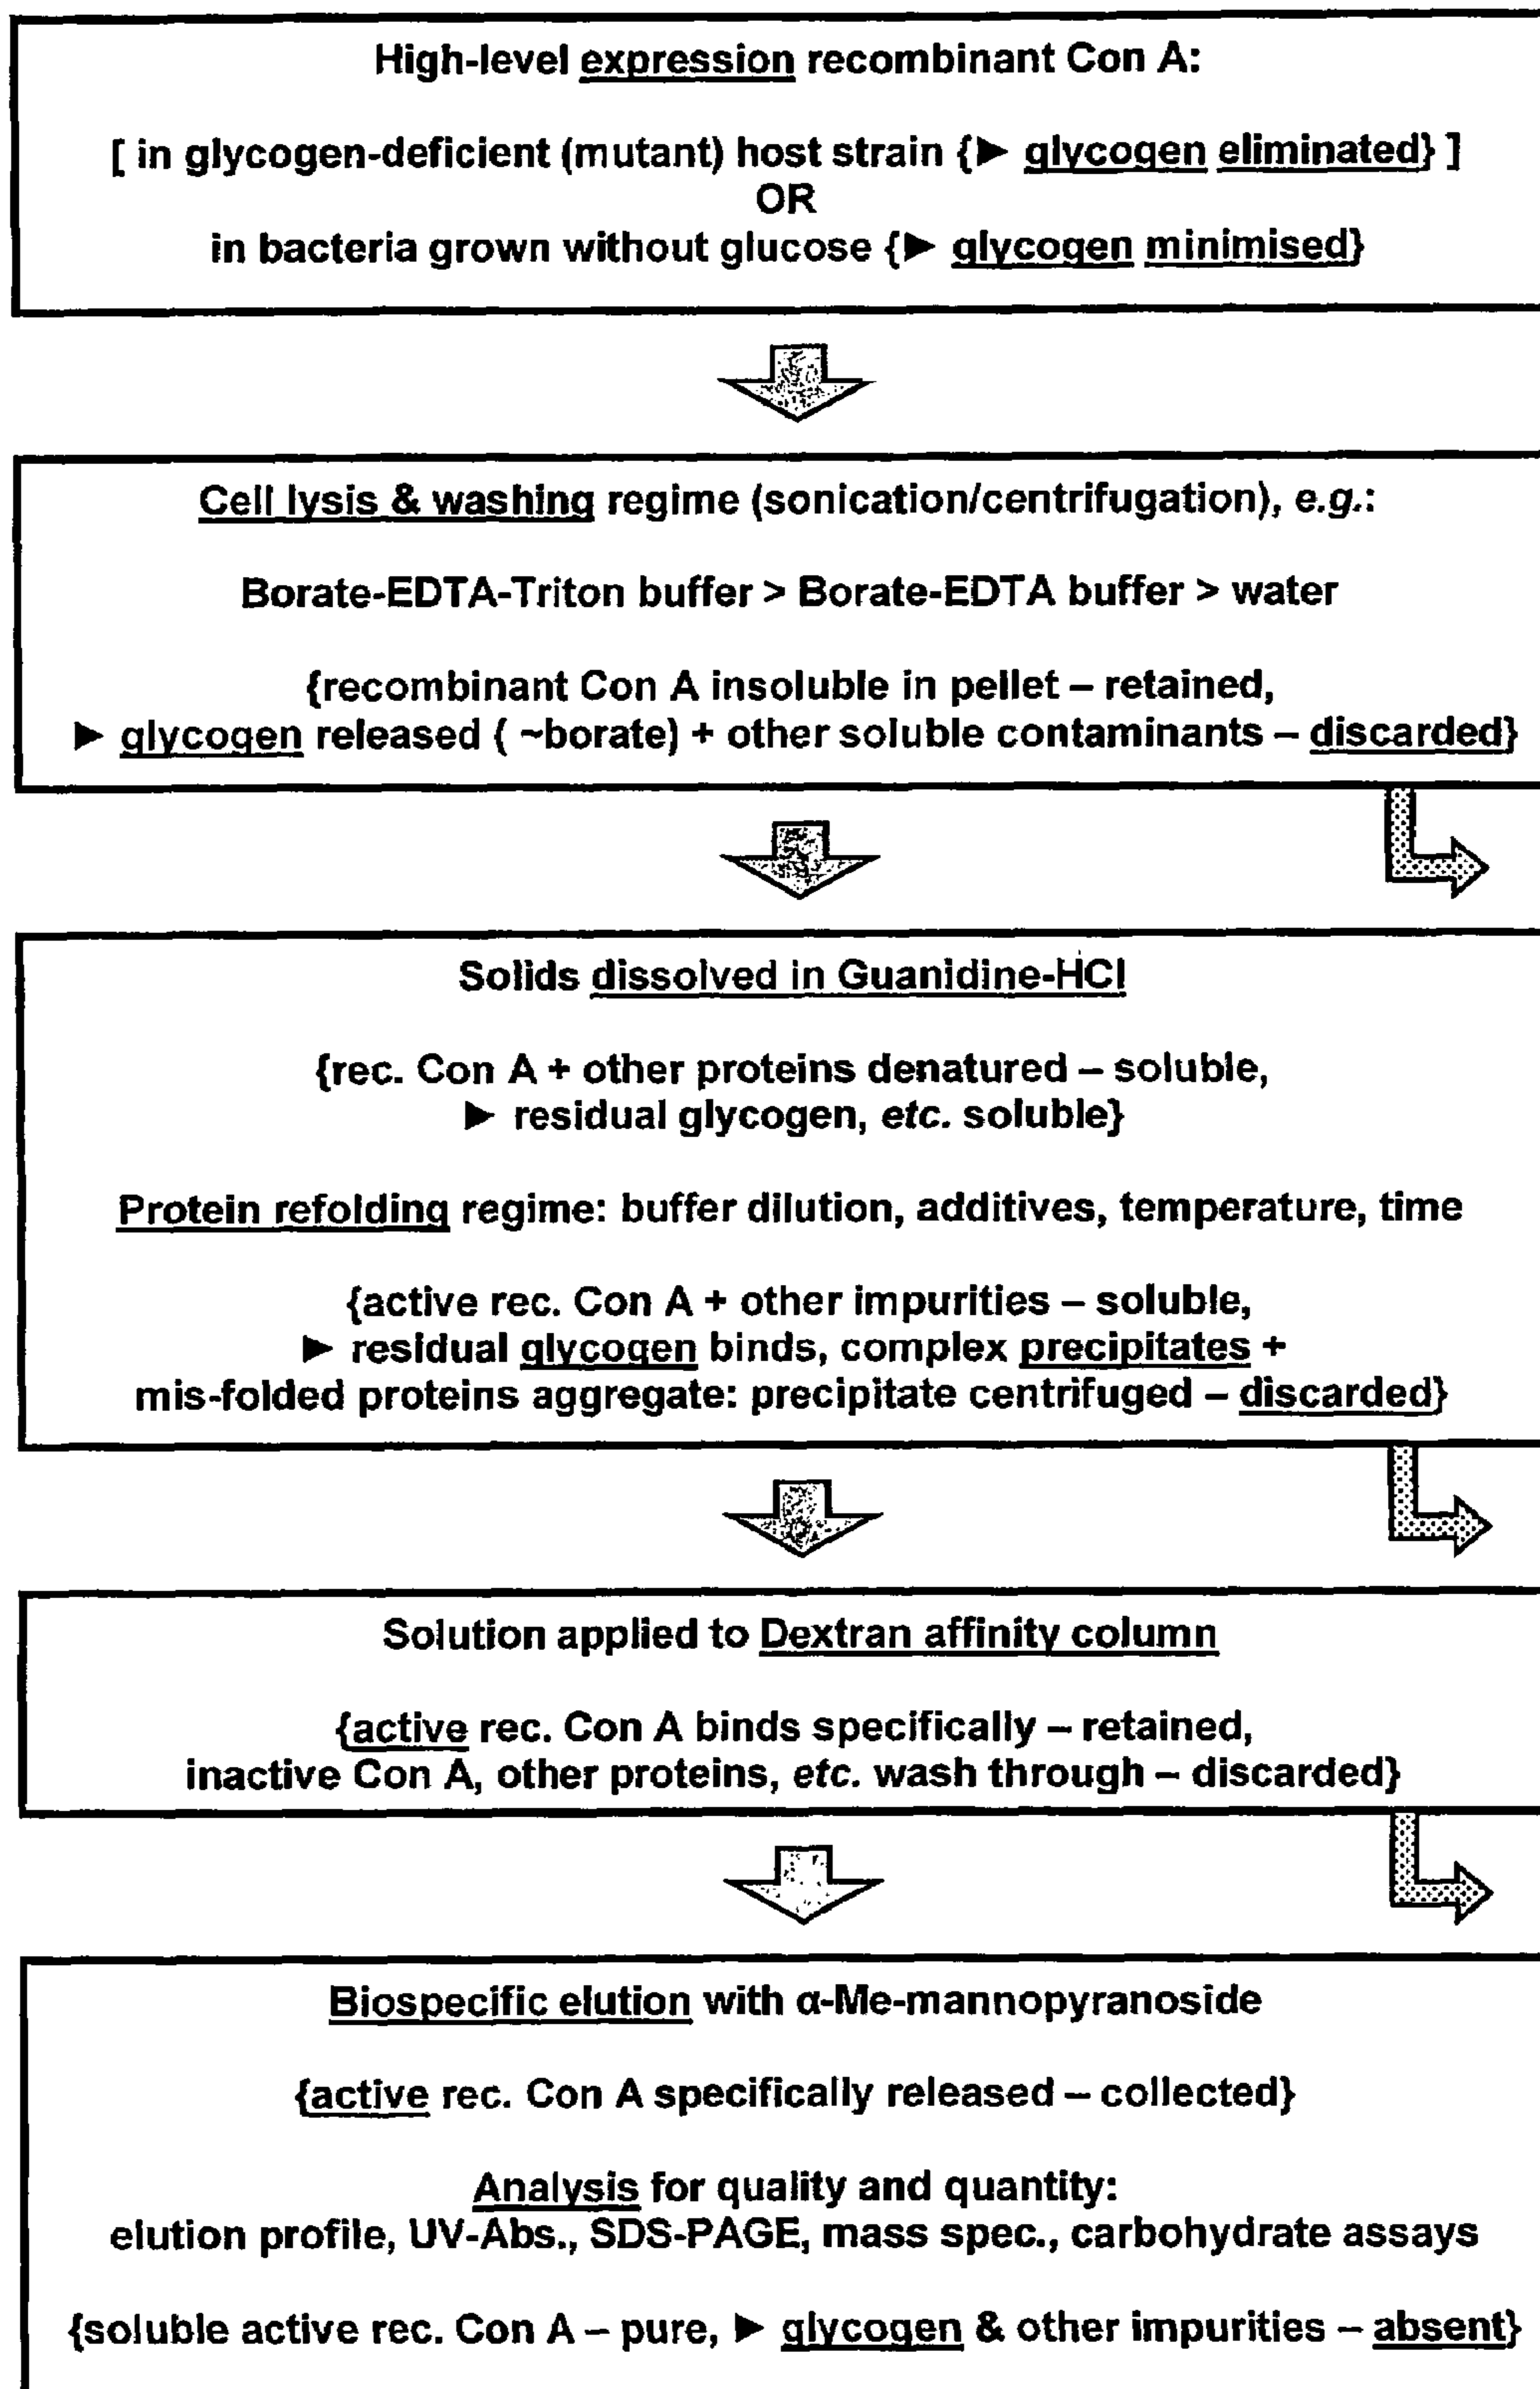 High-level expression recombinant Con A:
[ in glycogen-deficient (mutant) host strain {► glycogen eliminated} ]
OR
in bacteria grown without glucose {► glycogen minimised}
Cell lysis & washing regime (sonication/centrifugation), e.g.:
Borate-EDTA-Triton buffer > Borate-EDTA buffer > water
{recombinant Con A insoluble in pellet – retained,
► glycogen released ( ~borate) + other soluble contaminants – discarded}
Solids dissolved in Guanidine-HCl
{rec. Con A + other proteins denatured – soluble,
► residual glycogen, etc. soluble}
Protein refolding regime: buffer dilution, additives, temperature, time
{active rec. Con A + other impurities – soluble,
► residual glycogen binds, complex precipitates +
mis-folded proteins aggregate: precipitate centrifuged – discarded}
Solution applied to Dextran affinity column
{active rec. Con A binds specifically – retained,
inactive Con A, other proteins, etc. wash through – discarded}
Biospecific elution with α-Me-mannopyranoside
{active rec. Con A specifically released – collected}
Analysis for quality and quantity:
elution profile, UV-Abs., SDS-PAGE, mass spec., carbohydrate assays
{soluble active rec. Con A – pure, ► glycogen & other impurities – absent}